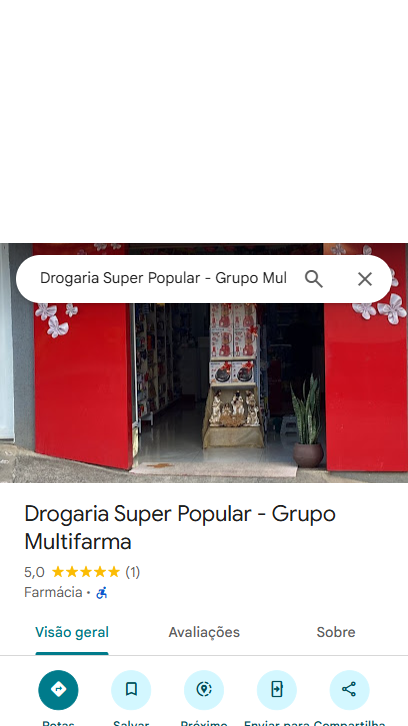 Drogaria Super Popular - Grupo Mul
Drogaria Super Popular - Grupo
Multifarma
5,0 (1)
Farmácia ·
Visão geral
Avaliações
Sobre
Rotas
Salvar
Próximo
Enviar para
Compartilha